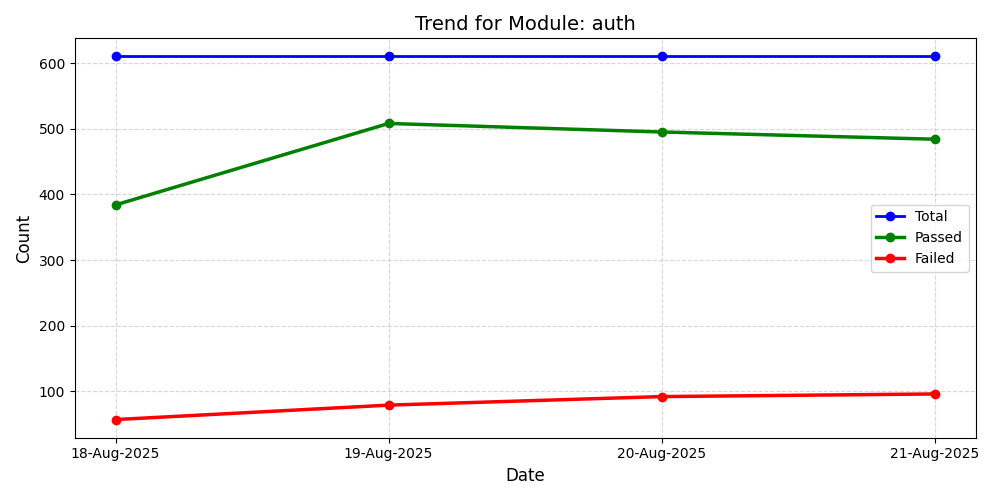 Trend for Module: auth
600
500
400
300
200
100
Count
Total
Passed
Failed
18-Aug-2025
19-Aug-2025
20-Aug-2025
21-Aug-2025
Date